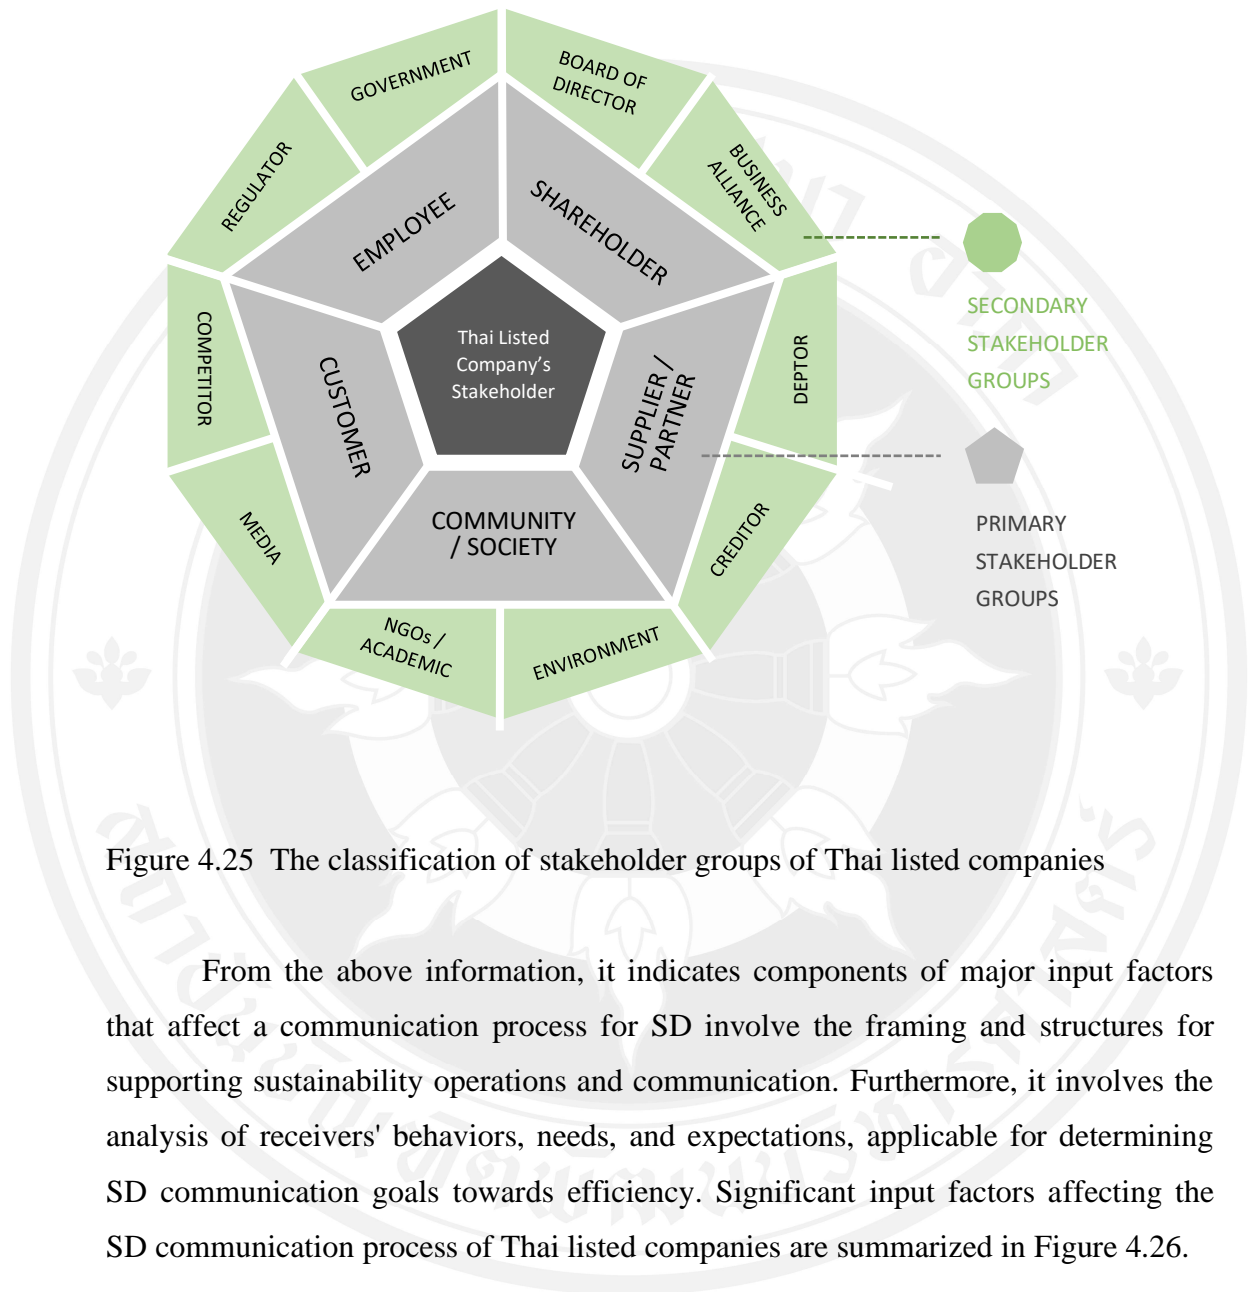 GOVERNMENT
BOARD OF
DIRECTOR
REGULATOR
BUSINESS
ALLIANCE
EMPLOYEE
SHAREHOLDER
COMPETITOR
CUSTOMER
Thai Listed
Company’s
Stakeholder
SUPPLIER /
PARTNER
DEPTOR
MEDIA
COMMUNITY
/ SOCIETY
CREDITOR
NGOs /
ACADEMIC
ENVIRONMENT
SECONDARY
STAKEHOLDER
GROUPS
PRIMARY
STAKEHOLDER
GROUPS
Figure 4.25 The classification of stakeholder groups of Thai listed companies
From the above information, it indicates components of major input factors
that affect a communication process for SD involve the framing and structures for
supporting sustainability operations and communication. Furthermore, it involves the
analysis of receivers' behaviors, needs, and expectations, applicable for determining
SD communication goals towards efficiency. Significant input factors affecting the
SD communication process of Thai listed companies are summarized in Figure 4.26.